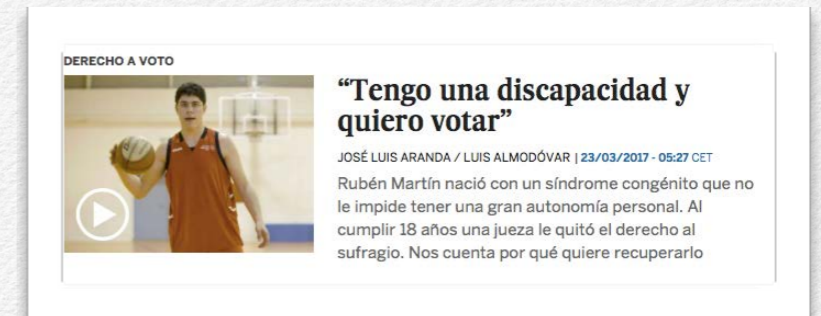 DERECHO A VOTO
“Tengo una discapacidad y
quiero votar”
JOSÉ LUIS ARANDA / LUIS ALMODÓVAR | 23/03/2017 - 05:27 CET
Rubén Martín nació con un síndrome congénito que no
le impide tener una gran autonomía personal. Al
cumplir 18 años una jueza le quitó el derecho al
sufragio. Nos cuenta por qué quiere recuperarlo